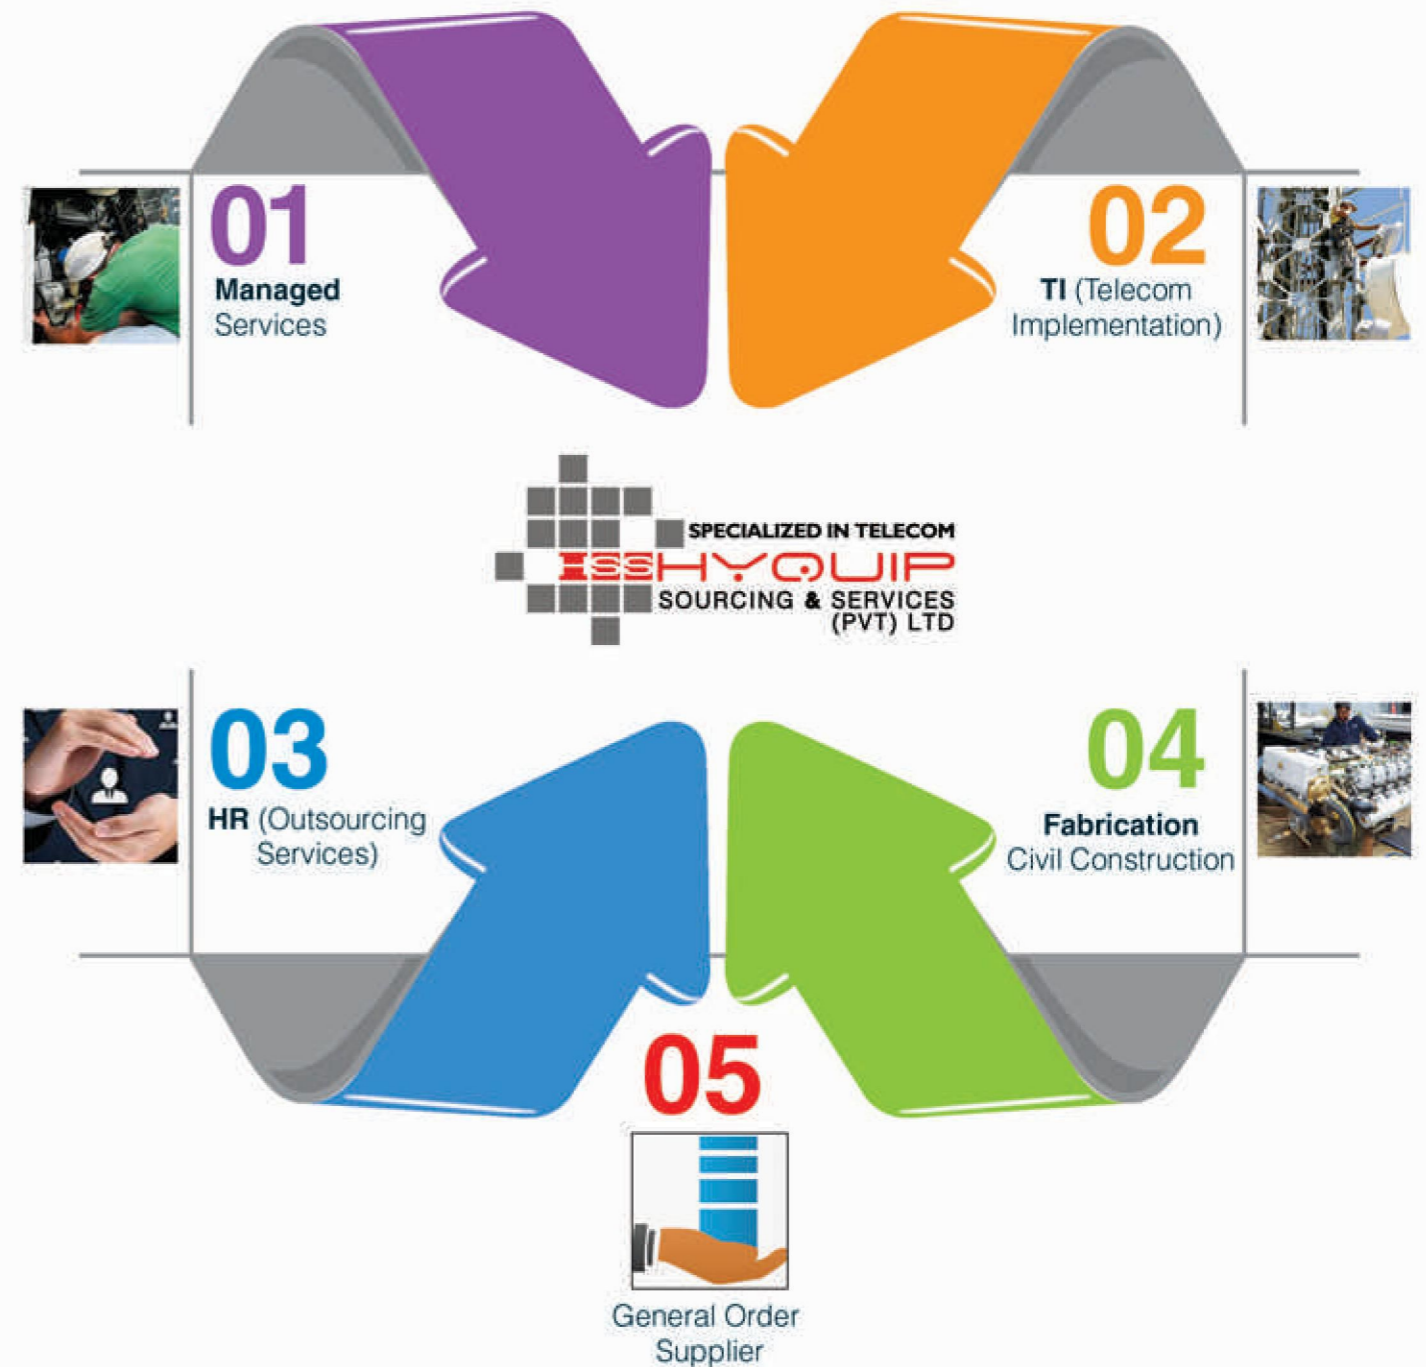 01
Managed
Services
02
TI (Telecom
Implementation)
SPECIALIZED IN TELECOM
HSSHYQUIP
SOURCING & SERVICES
(PVT) LTD
03
HR (Outsourcing
Services)
04
Fabrication
Civil Construction
05
General Order
Supplier